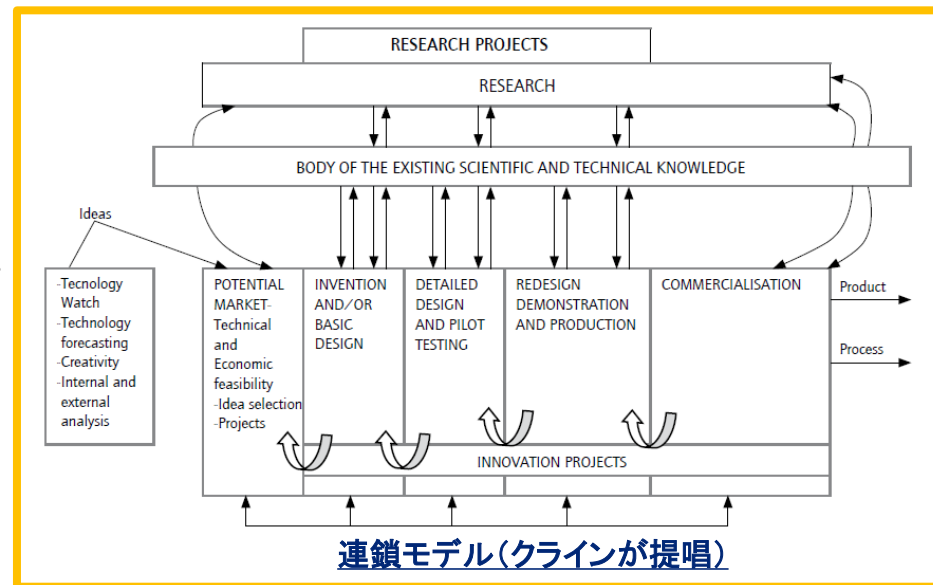 RESEARCH PROJECTS
RESEARCH
BODY OF THE EXISTING SCIENTIFIC AND TECHNICAL KNOWLEDGE
Ideas
-Tecnology
Watch
-Technology
forecasting
-Creativity
-Internal and
external
analysis
POTENTIAL
MARKET-
Technical
and
Economic
feasibility
-Idea selection
-Projects
INVENTION
AND/OR
BASIC
DESIGN
DETAILED
DESIGN
AND PILOT
TESTING
REDESIGN
DEMONSTRATION
AND PRODUCTION
COMMERCIALISATION
Product
Process
INNOVATION PROJECTS
連鎖モデル(クラインが提唱)